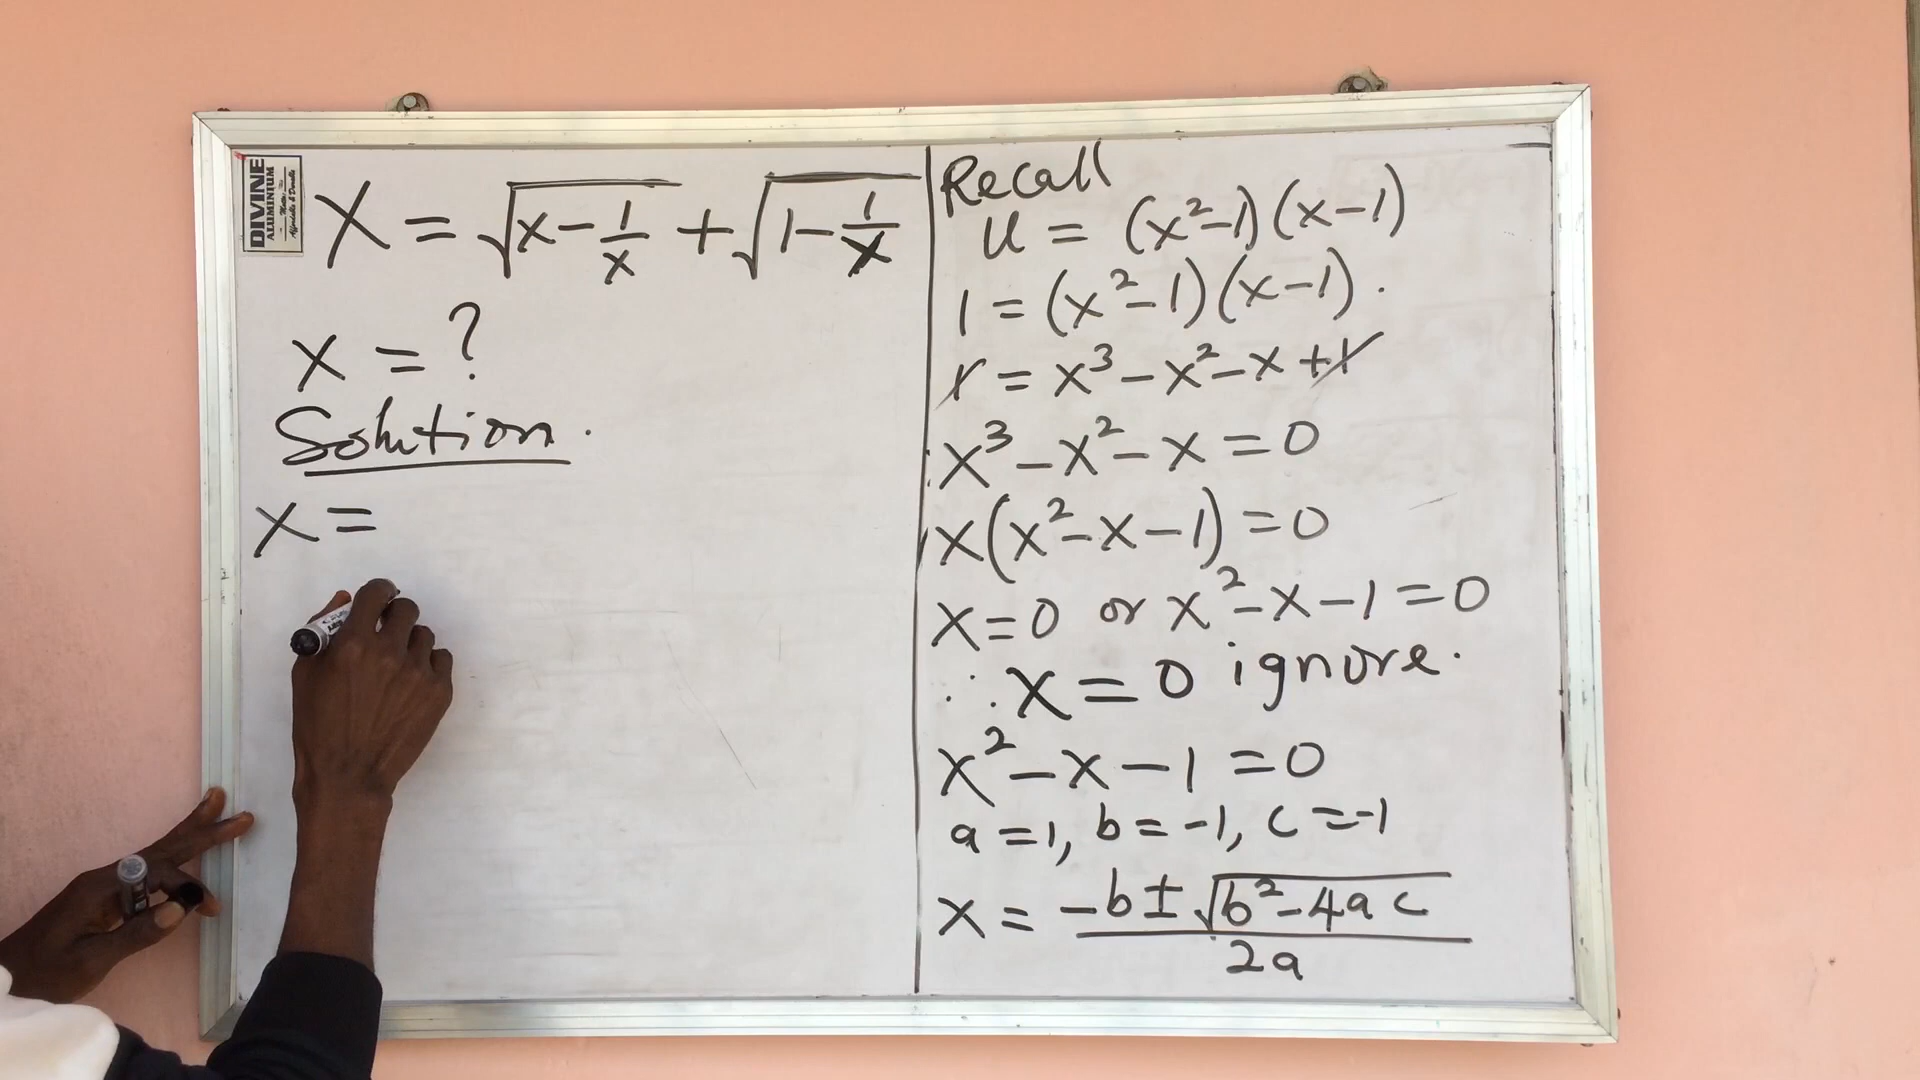 DIVINE
ALUMINIUM
x = √(x - 1/x) + √(1 - 1/x)
x = ?
Solution.
x =
Recall
u = (x² - 1)(x - 1)
1 = (x² - 1)(x - 1).
1 = x³ - x² - x + 1
x³ - x² - x = 0
x(x² - x - 1) = 0
x = 0 or x² - x - 1 = 0
∴ x = 0 ignore.
x² - x - 1 = 0
a = 1, b = -1, c = -1
x = (-b ± √(b² - 4ac))/2a